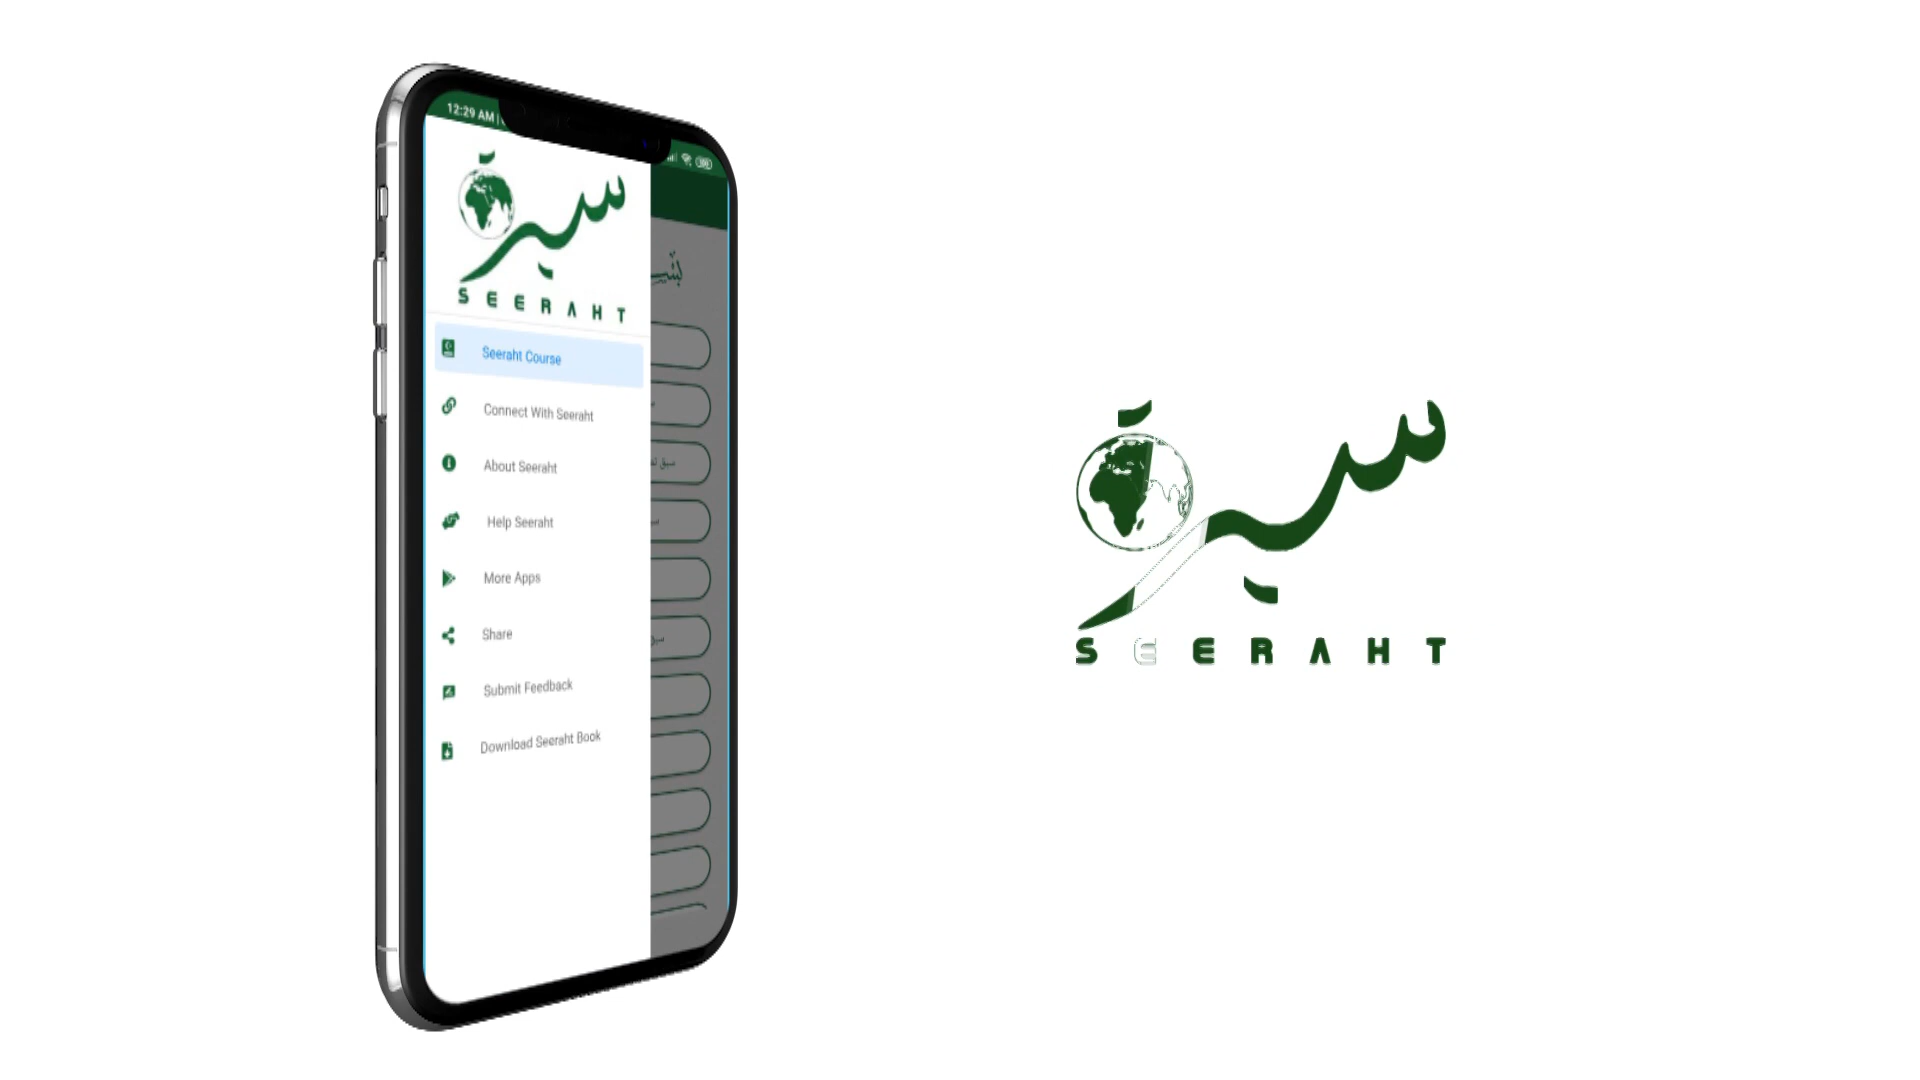 12:29 AM
سیرۃ
SEERAHT
Seeraht Course
Connect With Seeraht
About Seeraht
Help Seeraht
More Apps
Share
Submit Feedback
Download Seeraht Book
سبق
سیرۃ
SEERAHT